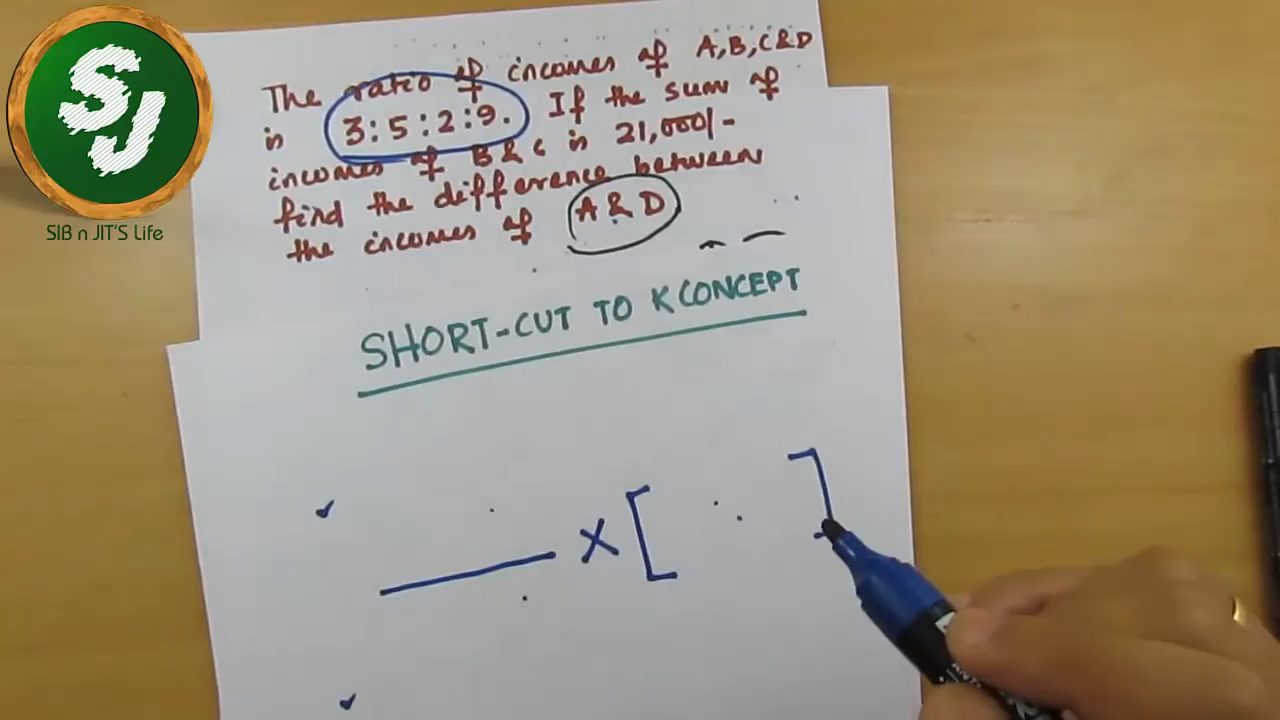 SJ
SIB n JIT'S Life
The ratio of incomes of A,B,C&D
is 3:5:2:9. If the sum of
incomes of B & C is 21,000/-
find the difference between
the incomes of A & D
SHORT-CUT TO K CONCEPT
× [ ]